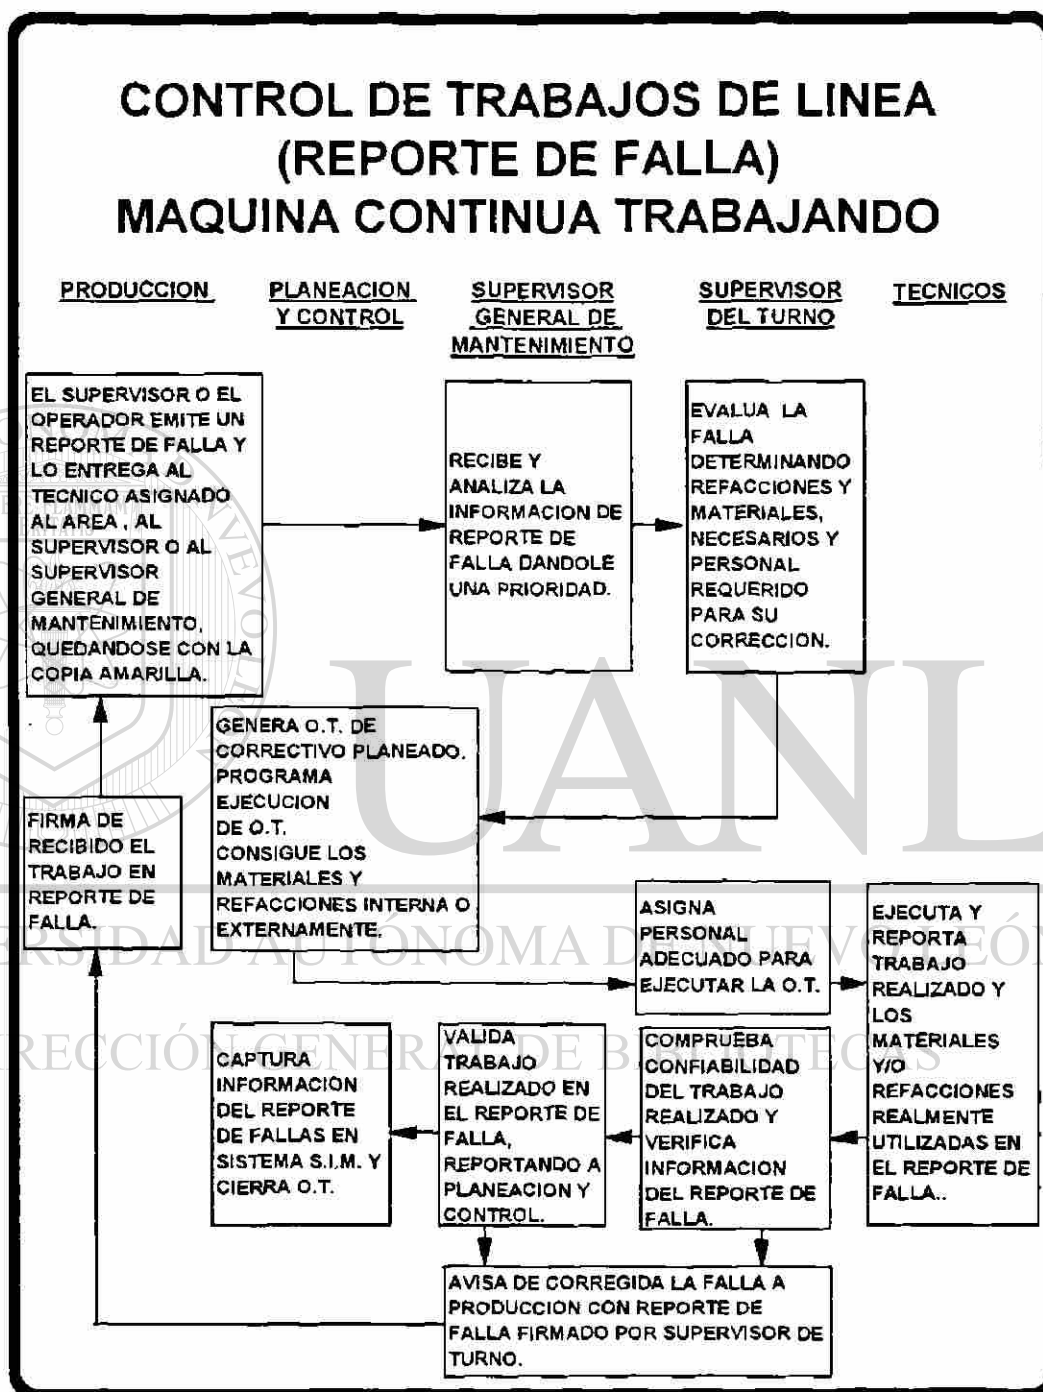 CONTROL DE TRABAJOS DE LINEA
(REPORTE DE FALLA)
MAQUINA CONTINUA TRABAJANDO
PRODUCCION
PLANEACION
Y CONTROL
SUPERVISOR
GENERAL DE
MANTENIMIENTO
SUPERVISOR
DEL TURNO
TECNICOS
EL SUPERVISOR O EL
OPERADOR EMITE UN
REPORTE DE FALLA Y
LO ENTREGA AL
TECNICO ASIGNADO
AL AREA , AL
SUPERVISOR O AL
SUPERVISOR
GENERAL DE
MANTENIMIENTO,
QUEDANDOSE CON LA
COPIA AMARILLA.
RECIBE Y
ANALIZA LA
INFORMACION DE
REPORTE DE
FALLA DANDOLE
UNA PRIORIDAD.
EVALUA LA
FALLA
DETERMINANDO
REFACCIONES Y
MATERIALES,
NECESARIOS Y
PERSONAL
REQUERIDO
PARA SU
CORRECCION.
GENERA O.T. DE
CORRECTIVO PLANEADO.
PROGRAMA
EJECUCION
DE O.T.
CONSIGUE LOS
MATERIALES Y
REFACCIONES INTERNA O
EXTERNAMENTE.
FIRMA DE
RECIBIDO EL
TRABAJO EN
REPORTE DE
FALLA.
ASIGNA
PERSONAL
ADECUADO PARA
EJECUTAR LA O.T.
EJECUTA Y
REPORTA
TRABAJO
REALIZADO Y
LOS
MATERIALES
Y/O
REFACCIONES
REALMENTE
UTILIZADAS EN
EL REPORTE DE
FALLA..
CAPTURA
INFORMACION
DEL REPORTE
DE FALLAS EN
SISTEMA S.I.M. Y
CIERRA O.T.
VALIDA
TRABAJO
REALIZADO EN
EL REPORTE DE
FALLA,
REPORTANDO A
PLANEACION Y
CONTROL.
COMPRUEBA
CONFIABILIDAD
DEL TRABAJO
REALIZADO Y
VERIFICA
INFORMACION
DEL REPORTE DE
FALLA.
AVISA DE CORREGIDA LA FALLA A
PRODUCCION CON REPORTE DE
FALLA FIRMADO POR SUPERVISOR DE
TURNO.
UANL